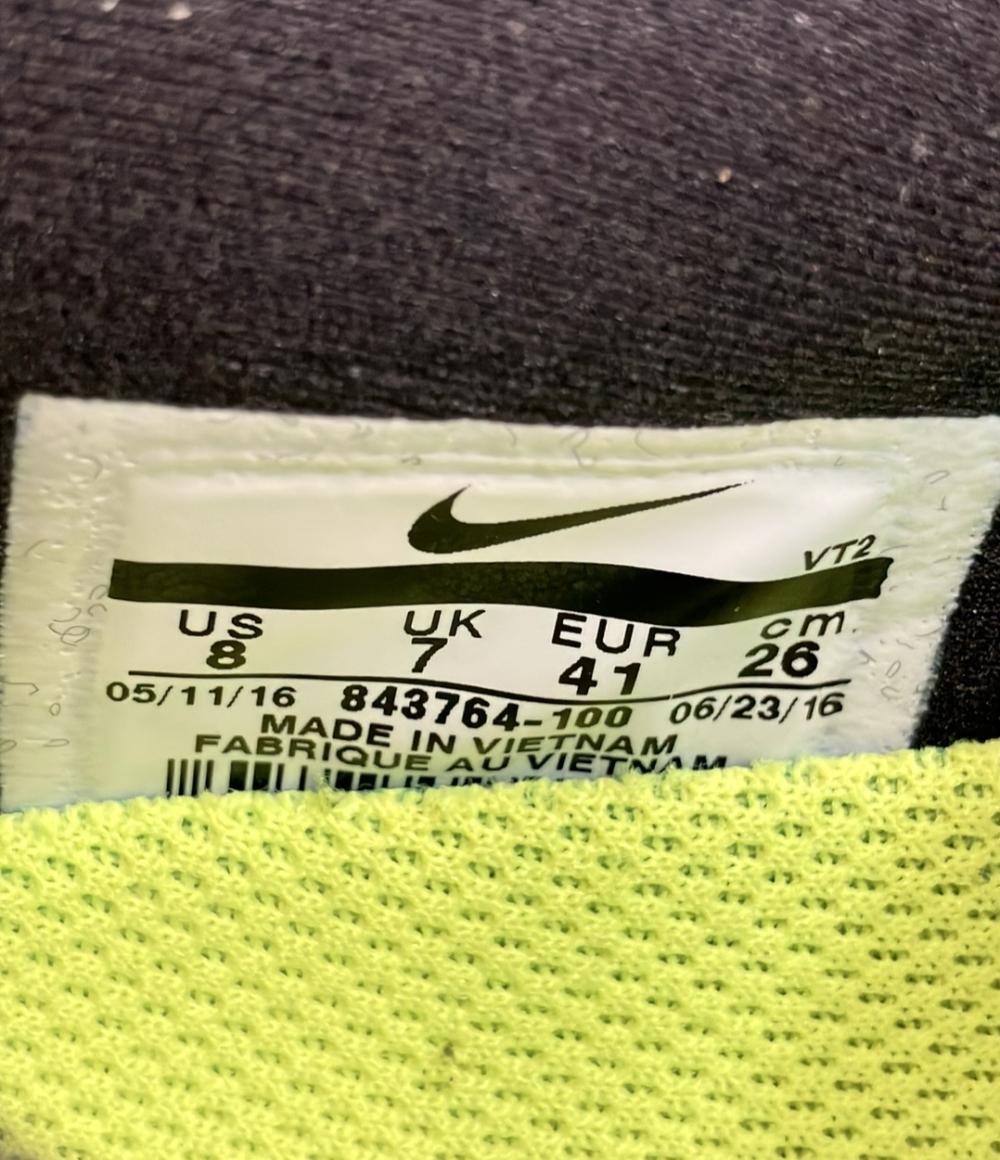 VT2
US UK EUR cm.
8 7 41 26
05/11/16 843764-100 06/23/16
MADE IN VIETNAM
FABRIQUE AU VIETNAM